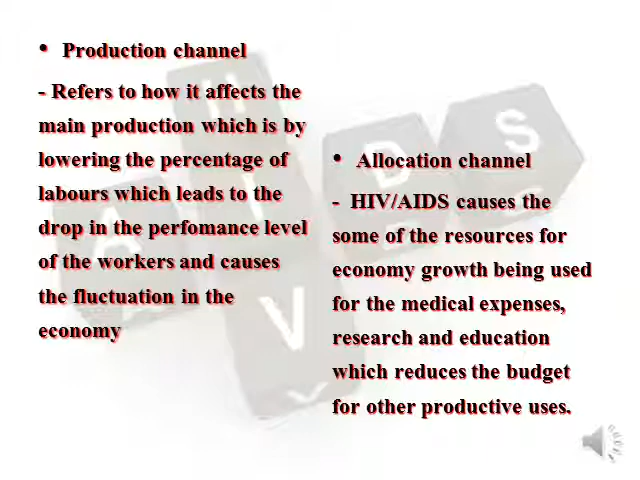 • Production channel
- Refers to how it affects the
main production which is by
lowering the percentage of
labours which leads to the
drop in the perfomance level
of the workers and causes
the fluctuation in the
economy
• Allocation channel
- HIV/AIDS causes the
some of the resources for
economy growth being used
for the medical expenses,
research and education
which reduces the budget
for other productive uses.
H
I
V
A
D
S